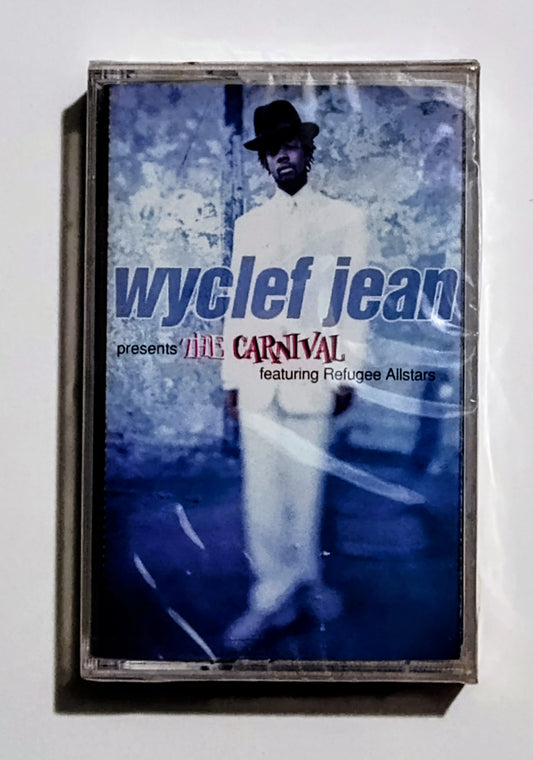 wyclef jean
presents THE CARNIVAL
featuring Refugee Allstars